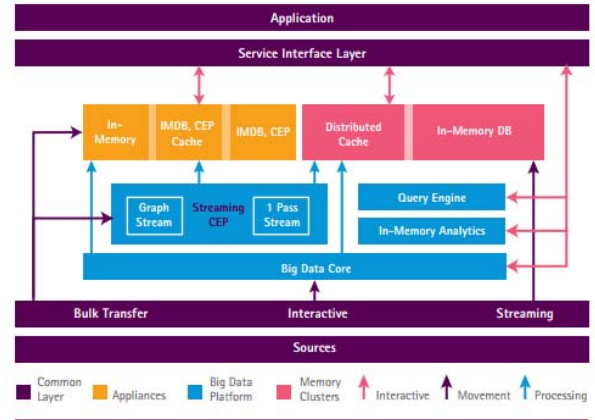 Application
Service Interface Layer
In-
Memory
IMDB, CEP
Cache
IMDB, CEP
Distributed
Cache
In-Memory DB
Graph
Stream
Streaming
CEP
1 Pass
Stream
Query Engine
In-Memory Analytics
Big Data Core
Bulk Transfer
Interactive
Streaming
Sources
Common
Layer
Appliances
Big Data
Platform
Memory
Clusters
Interactive
Movement
Processing